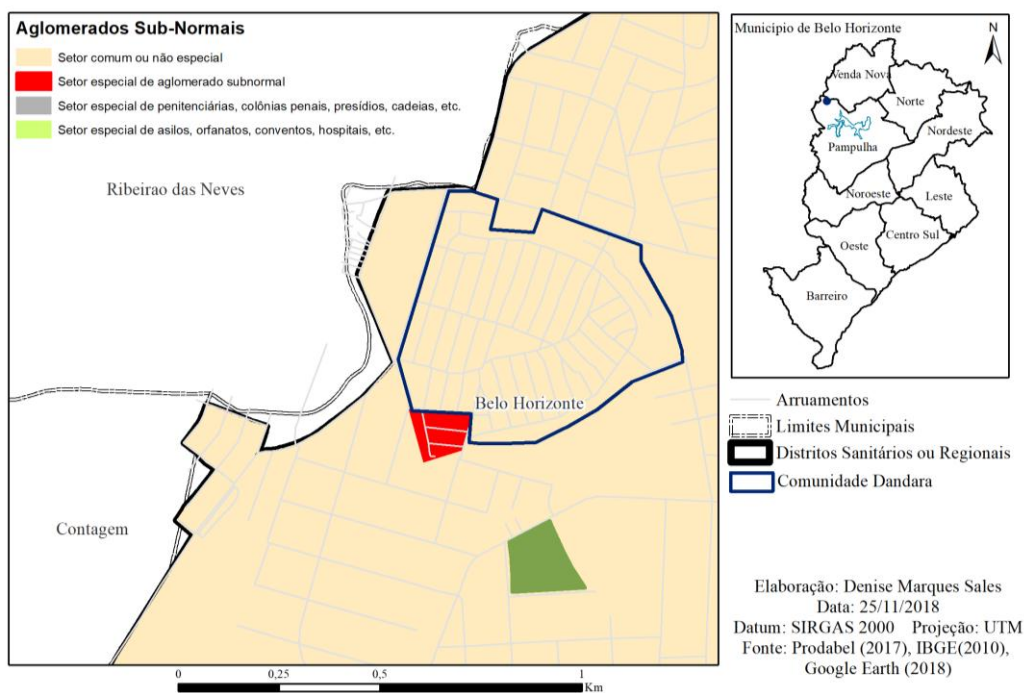 Aglomerados Sub-Normais
Setor comum ou não especial
Setor especial de aglomerado subnormal
Setor especial de penitenciárias, colônias penais, presídios, cadeias, etc.
Setor especial de asilos, orfanatos, conventos, hospitais, etc.
Ribeirao das Neves
Belo Horizonte
Contagem
0 0,25 0,5 1
Km
Município de Belo Horizonte
N
Venda Nova
Norte
Nordeste
Pampulha
Noroeste
Leste
Centro Sul
Oeste
Barreiro
Arruamentos
Limites Municipais
Distritos Sanitários ou Regionais
Comunidade Dandara
Elaboração: Denise Marques Sales
Data: 25/11/2018
Datum: SIRGAS 2000 Projeção: UTM
Fonte: Prodabel (2017), IBGE(2010),
Google Earth (2018)